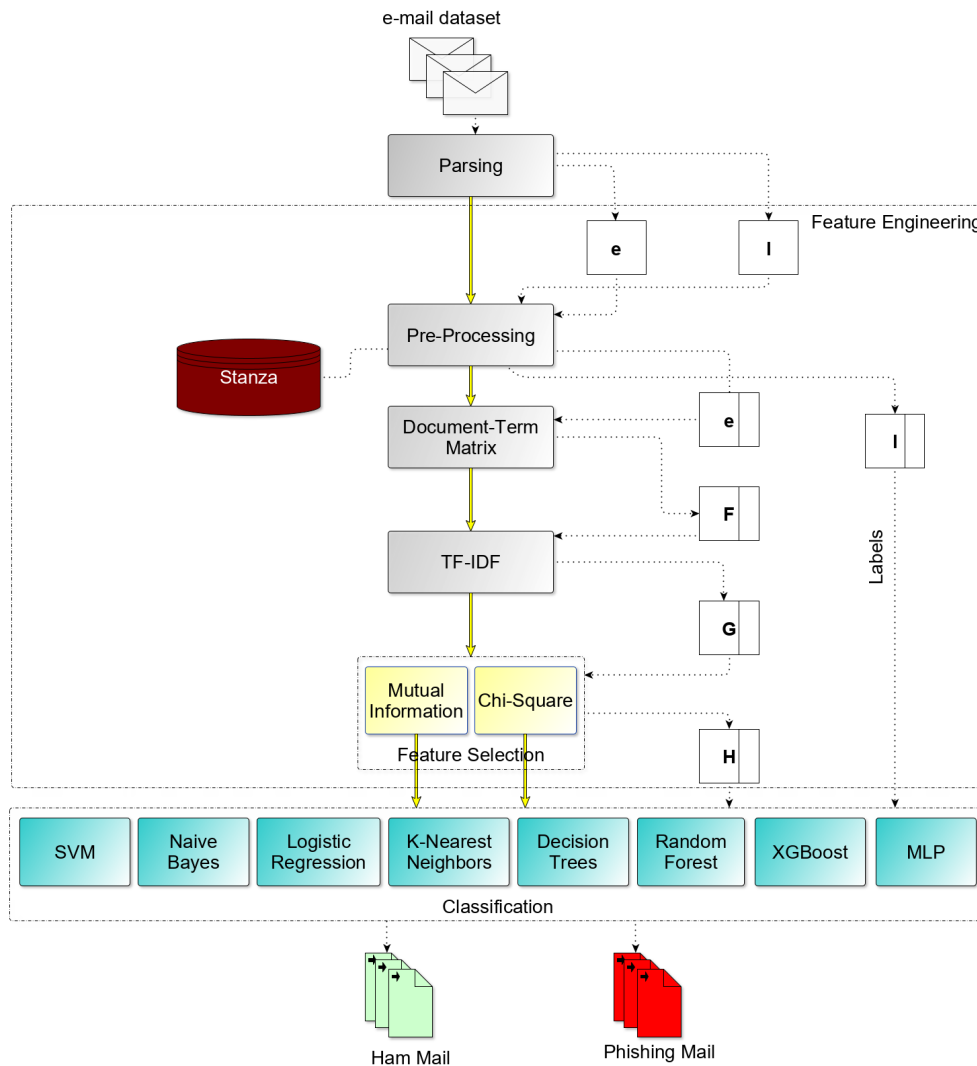 e-mail dataset
Parsing
Feature Engineering
e
l
Pre-Processing
Stanza
e
Document-Term
Matrix
l
F
TF-IDF
Labels
G
Mutual
Information
Chi-Square
Feature Selection
H
SVM
Naive
Bayes
Logistic
Regression
K-Nearest
Neighbors
Decision
Trees
Random
Forest
XGBoost
MLP
Classification
Ham Mail
Phishing Mail